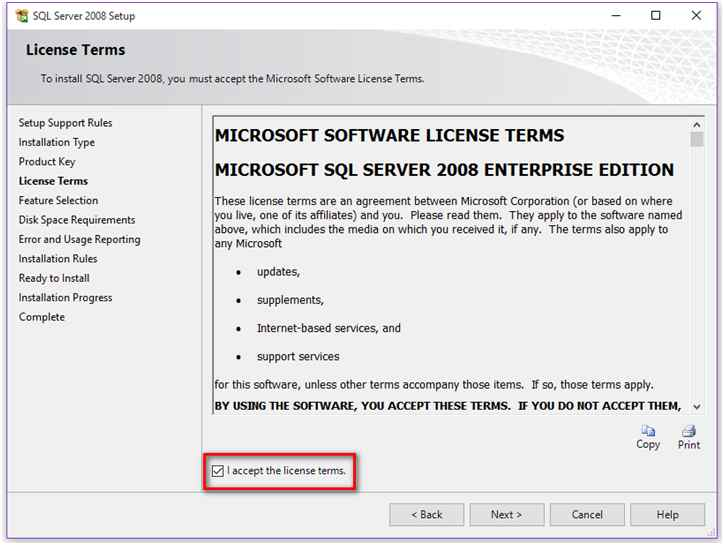 SQL Server 2008 Setup
License Terms
To install SQL Server 2008, you must accept the Microsoft Software License Terms.
Setup Support Rules
Installation Type
Product Key
License Terms
Feature Selection
Disk Space Requirements
Error and Usage Reporting
Installation Rules
Ready to Install
Installation Progress
Complete
MICROSOFT SOFTWARE LICENSE TERMS
MICROSOFT SQL SERVER 2008 ENTERPRISE EDITION
These license terms are an agreement between Microsoft Corporation (or based on where
you live, one of its affiliates) and you.  Please read them.  They apply to the software named
above, which includes the media on which you received it, if any.  The terms also apply to
any Microsoft
• updates,
• supplements,
• Internet-based services, and
• support services
for this software, unless other terms accompany those items.  If so, those terms apply.
BY USING THE SOFTWARE, YOU ACCEPT THESE TERMS.  IF YOU DO NOT ACCEPT THEM,
Copy Print
I accept the license terms.
< Back Next > Cancel Help